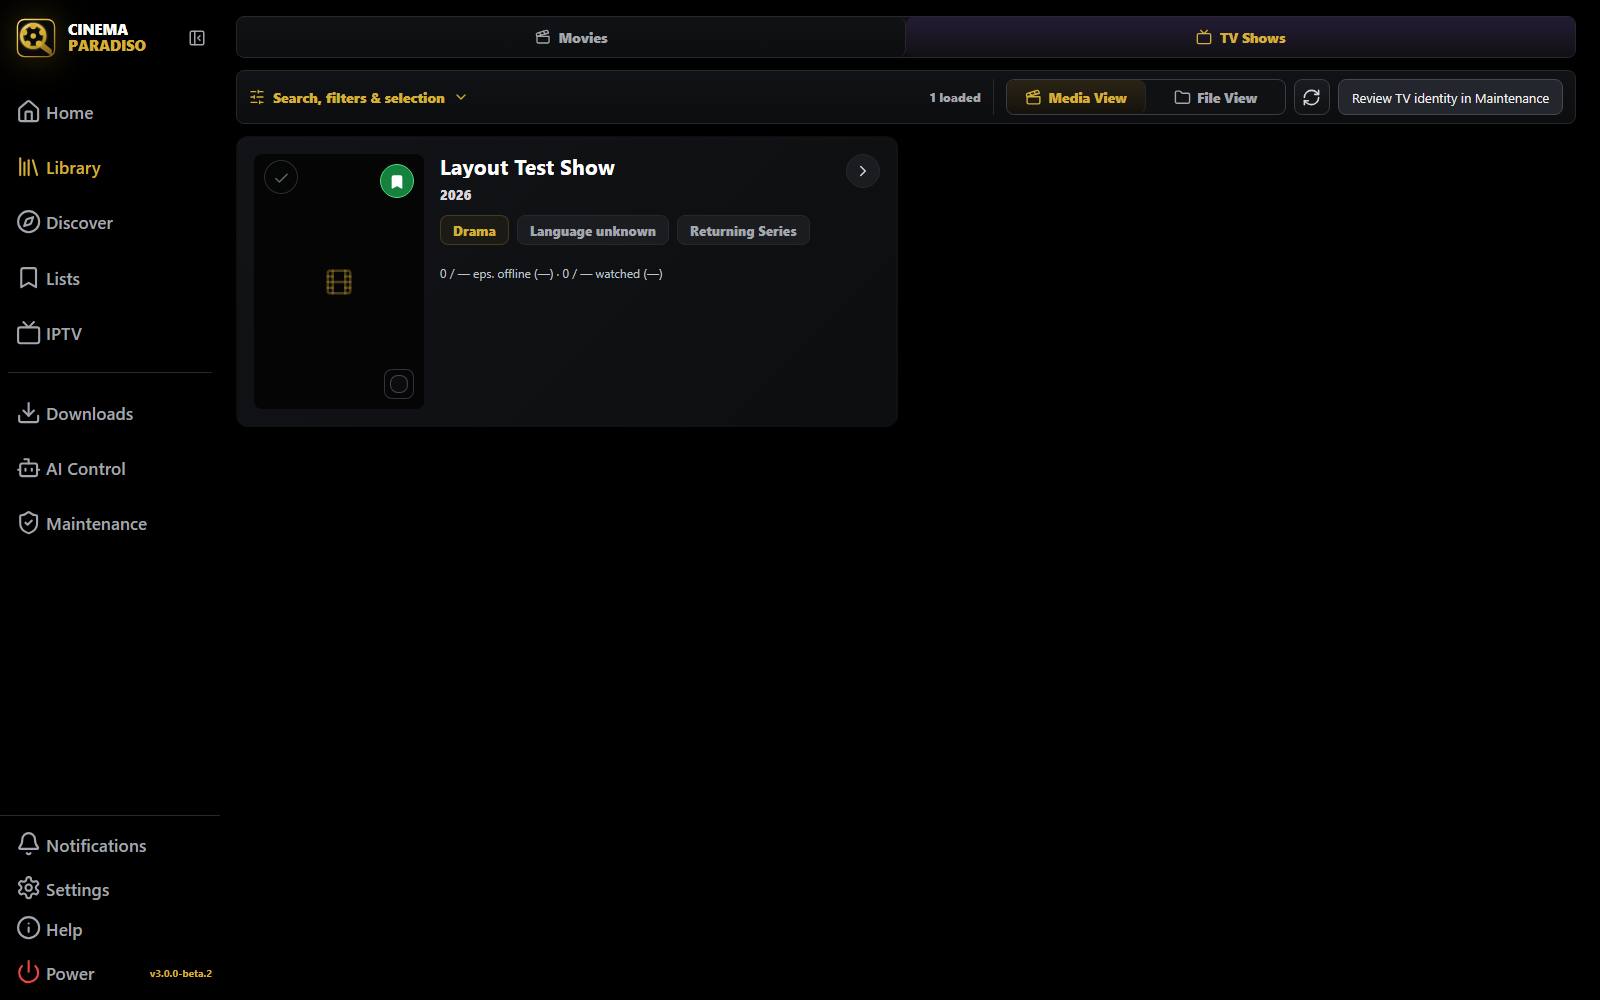 CINEMA
PARADISO
Home
Library
Discover
Lists
IPTV
Downloads
AI Control
Maintenance
Notifications
Settings
Help
Power
v3.0.0-beta.2
Movies
TV Shows
Search, filters & selection
1 loaded
Media View
File View
Review TV identity in Maintenance
Layout Test Show
2026
Drama
Language unknown
Returning Series
0 / — eps. offline (—) · 0 / — watched (—)